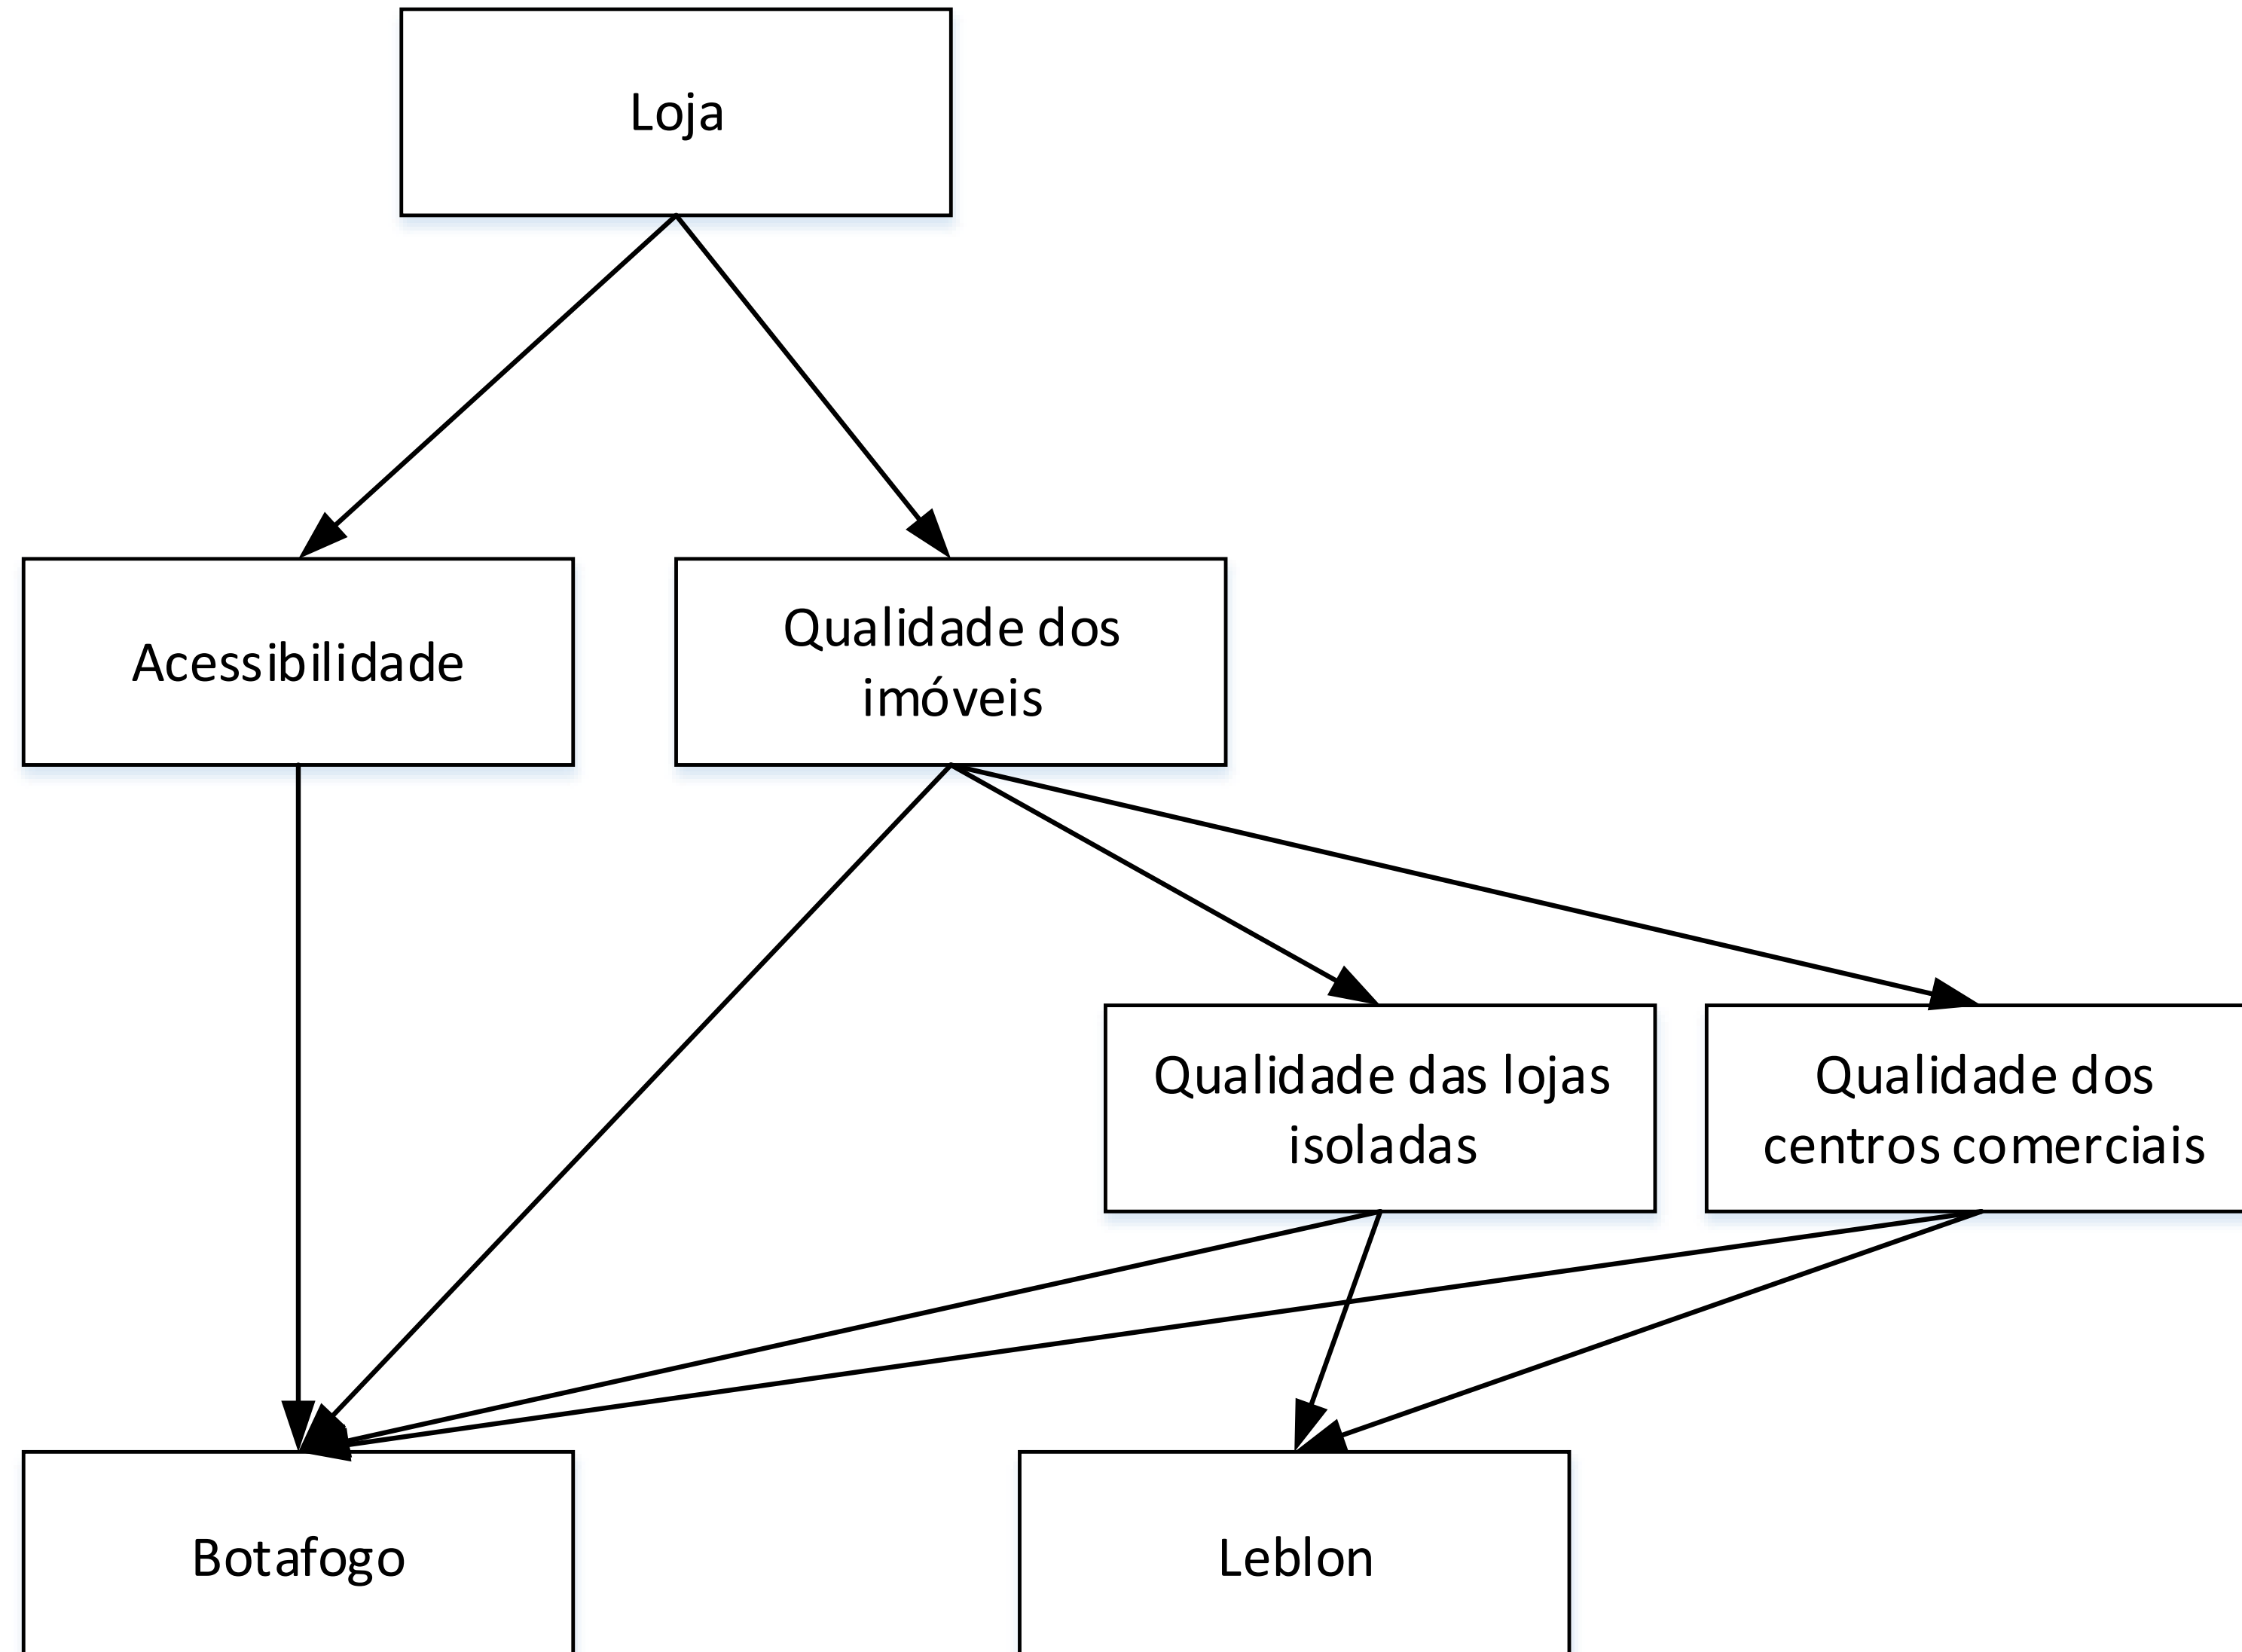 Loja
Acessibilidade
Qualidade dos
imóveis
Qualidade das lojas
isoladas
Qualidade dos
centros comerciais
Botafogo
Leblon